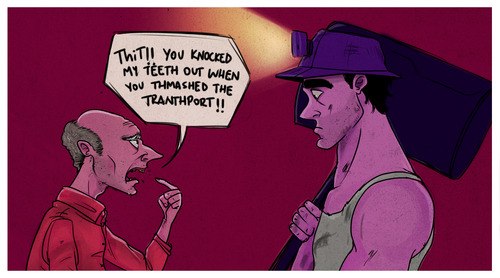 THiT!! YOU KNOCKED
MY TEETH OUT WHEN
YOU THMASHED THE
TRANTHPORT!!